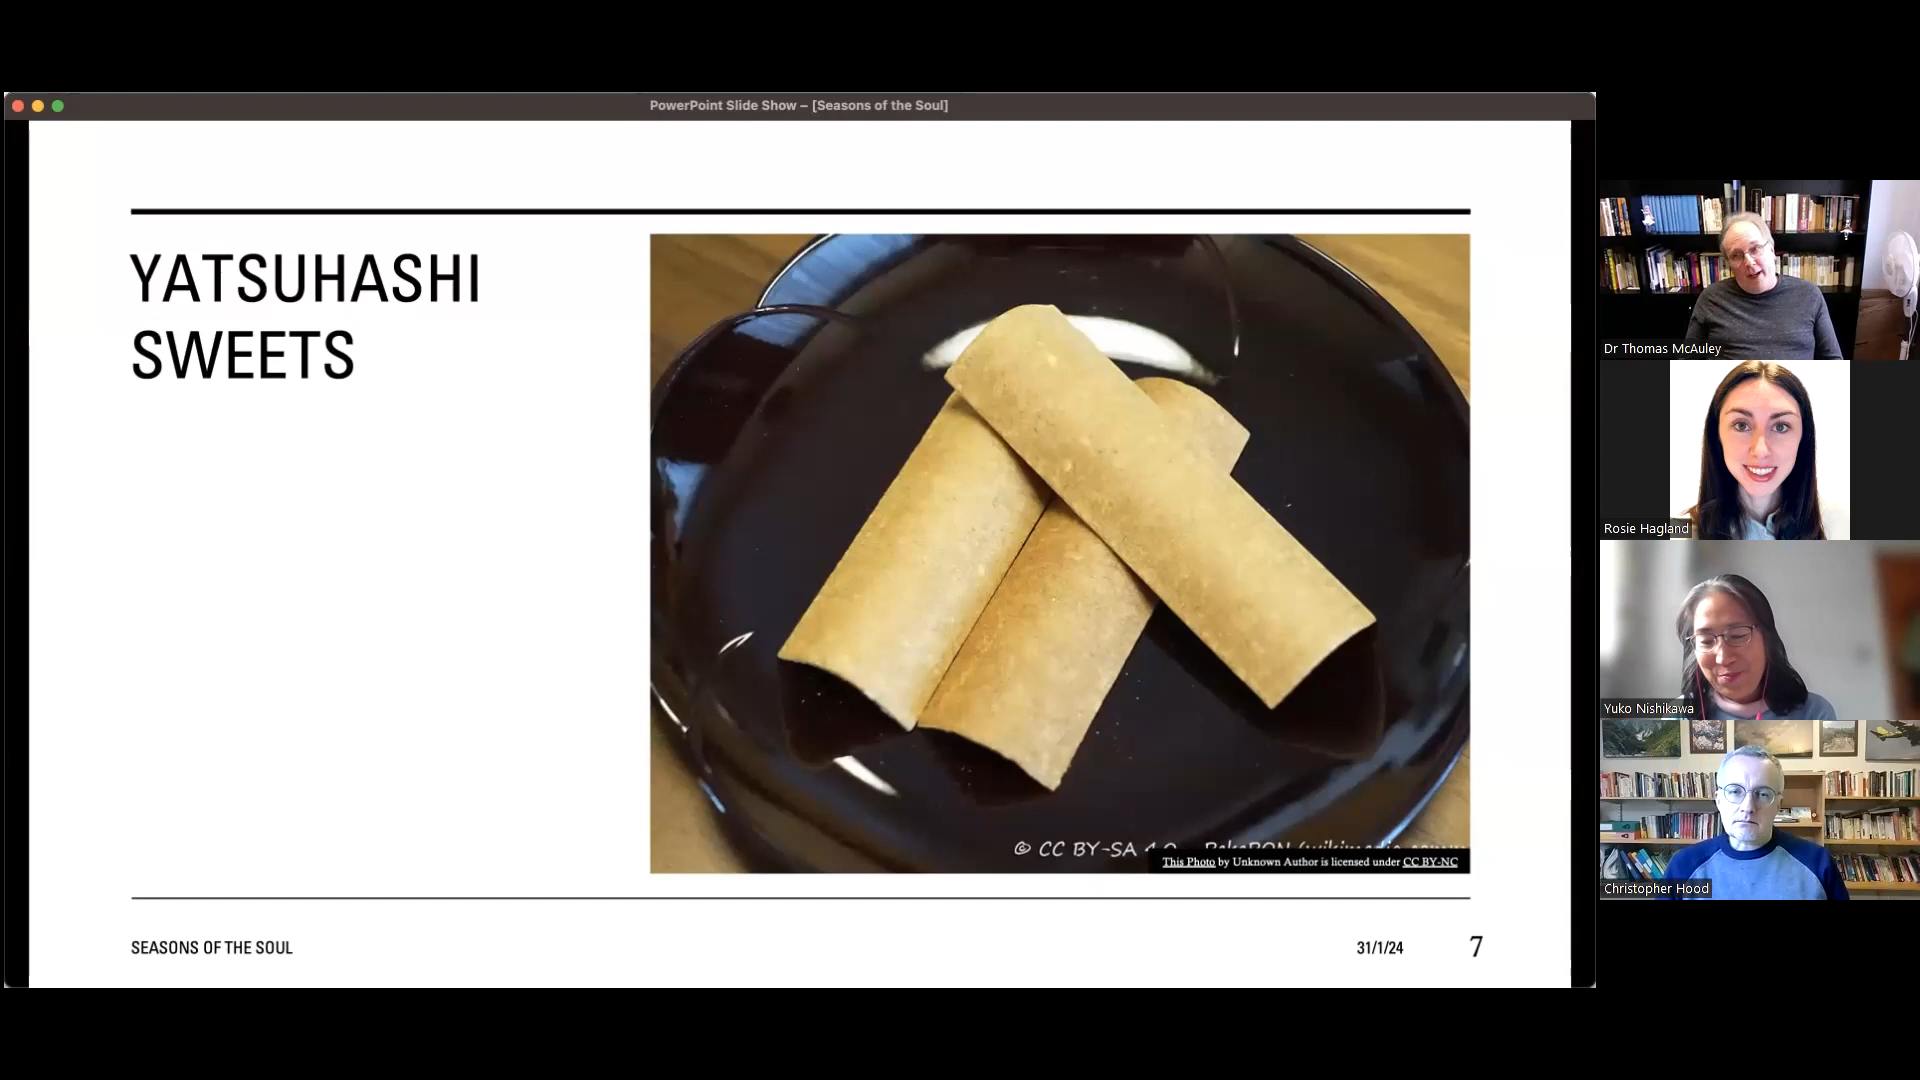 PowerPoint Slide Show – [Seasons of the Soul]
YATSUHASHI
SWEETS
© CC BY-SA
This Photo by Unknown Author is licensed under CC BY-NC
SEASONS OF THE SOUL
31/1/24
7
Dr Thomas McAuley
Rosie Hagland
Yuko Nishikawa
Christopher Hood